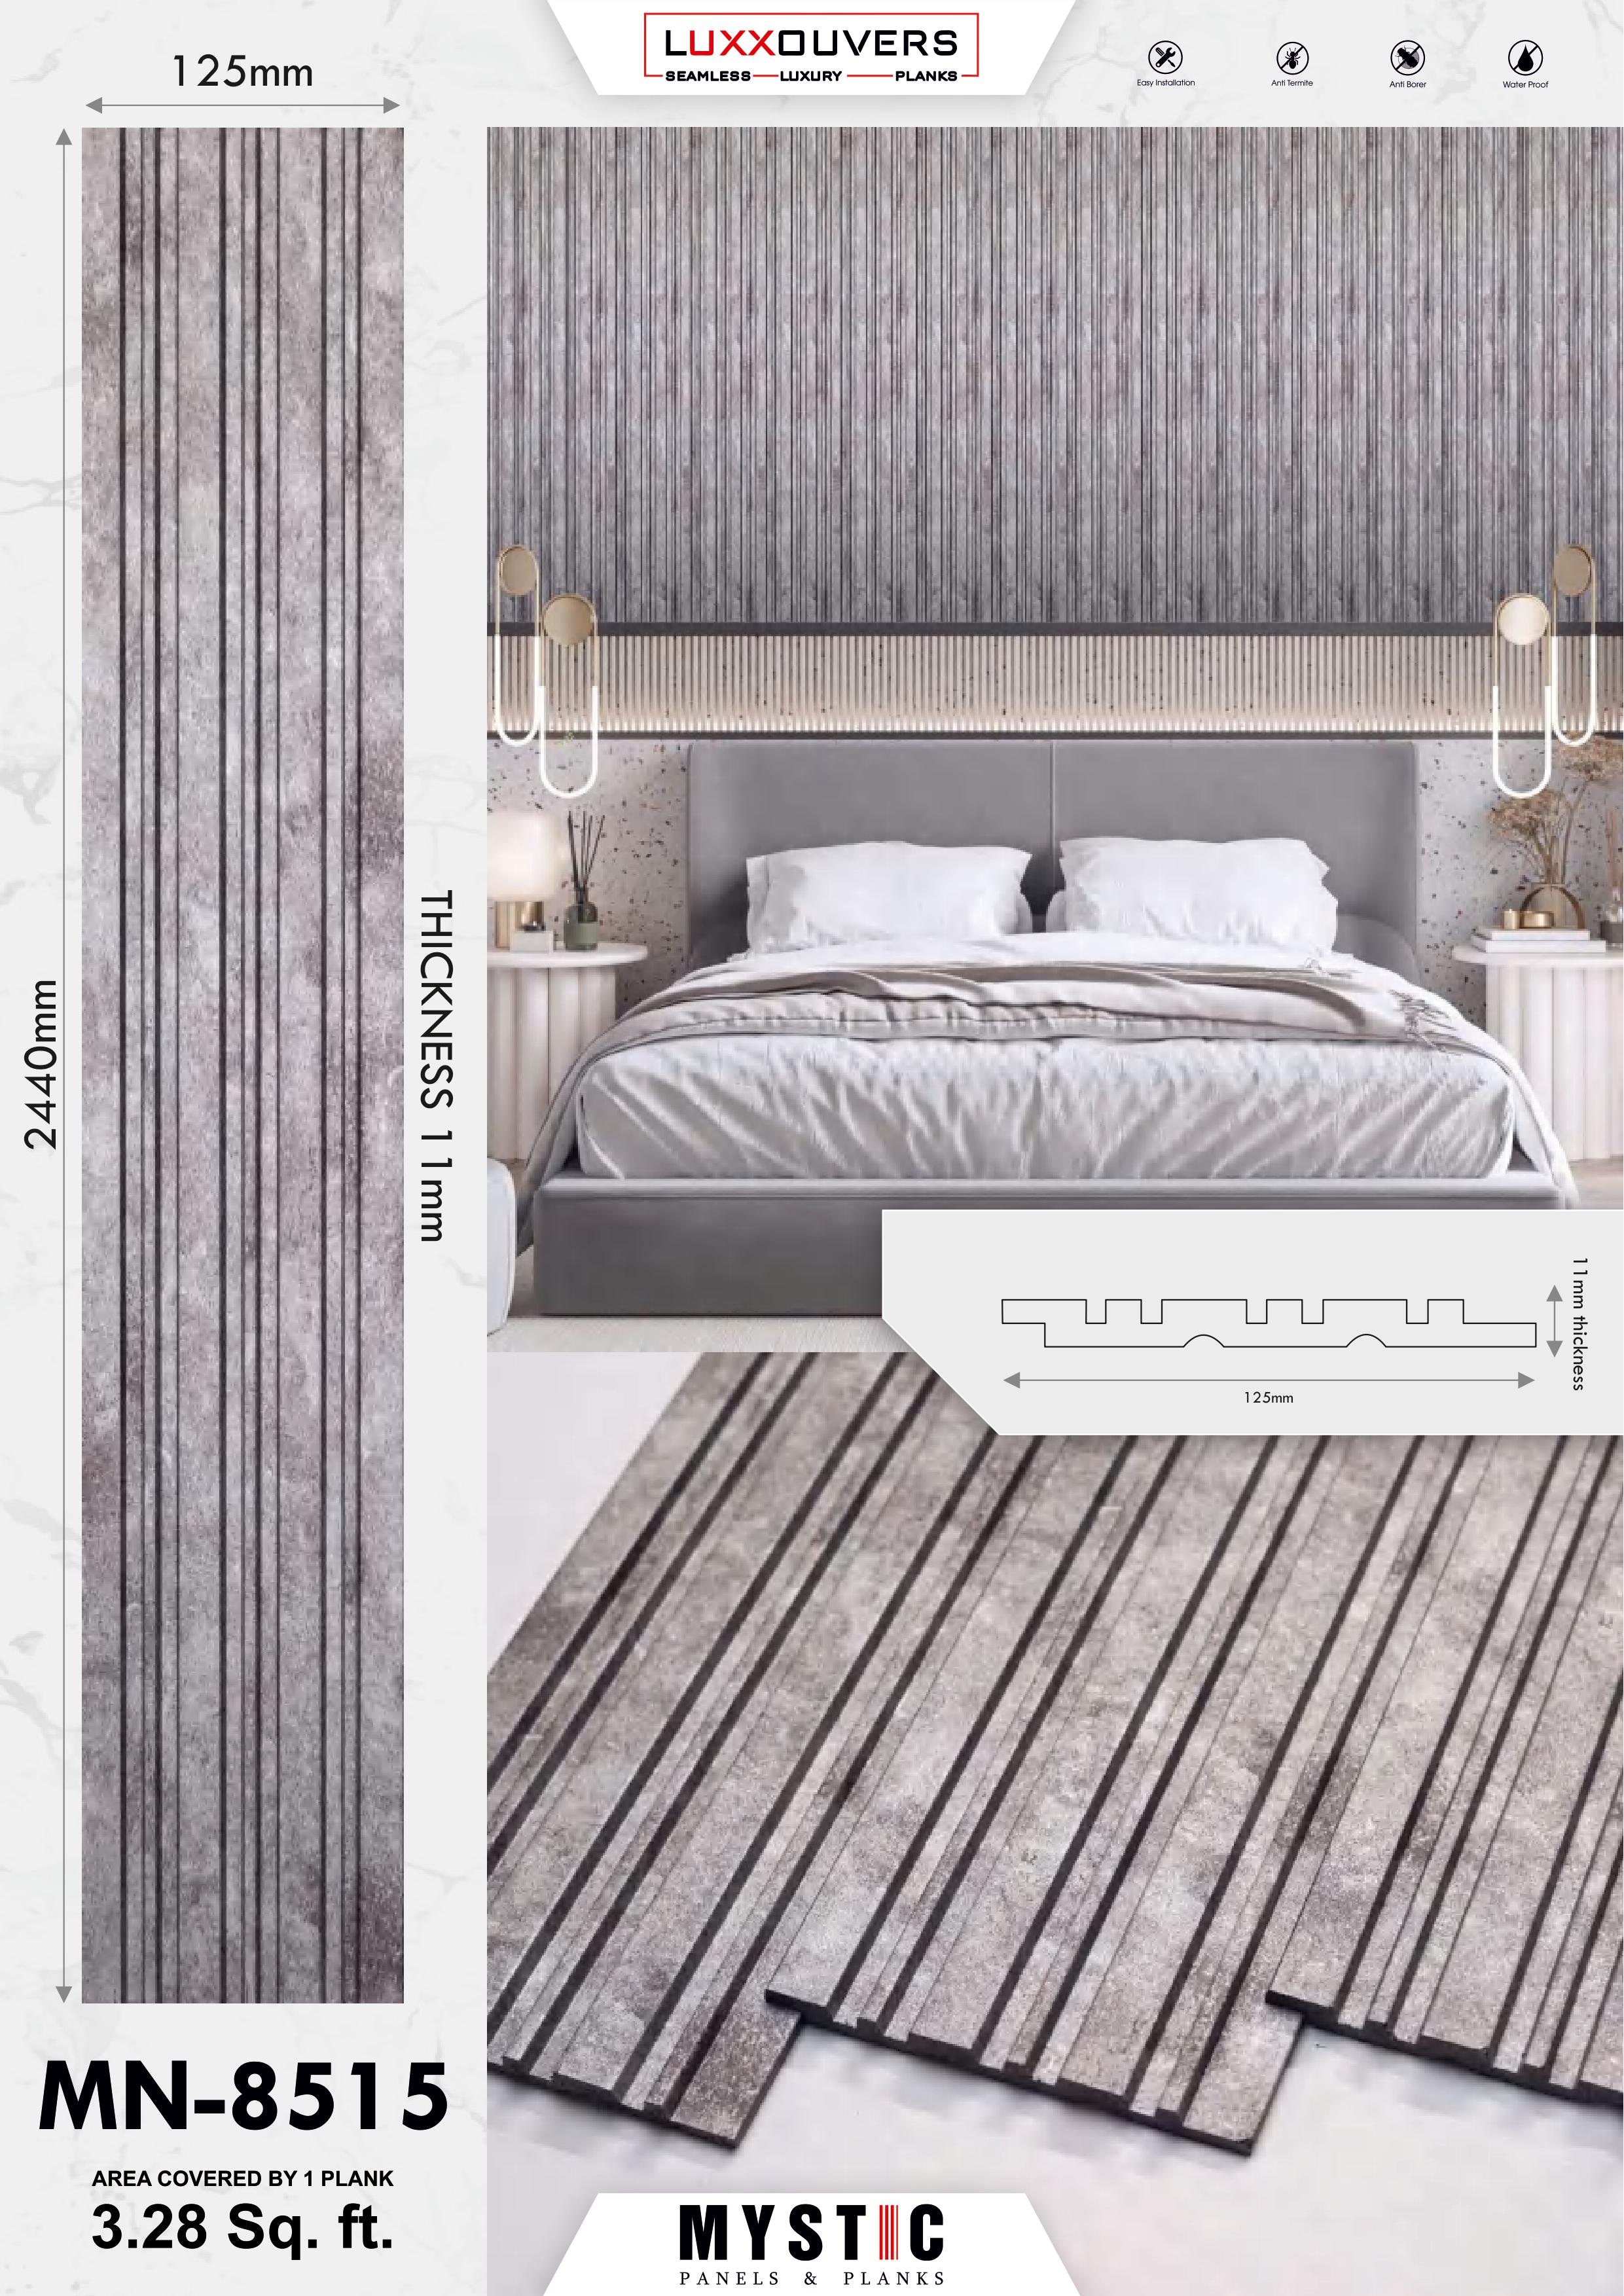 LUXXOUVERS
SEAMLESS LUXURY PLANKS
Easy Installation
Anti Termite
Anti Borer
Water Proof
125mm
2440mm
THICKNESS 11mm
11mm thickness
125mm
MN-8515
AREA COVERED BY 1 PLANK
3.28 Sq. ft.
MYSTIC
PANELS & PLANKS